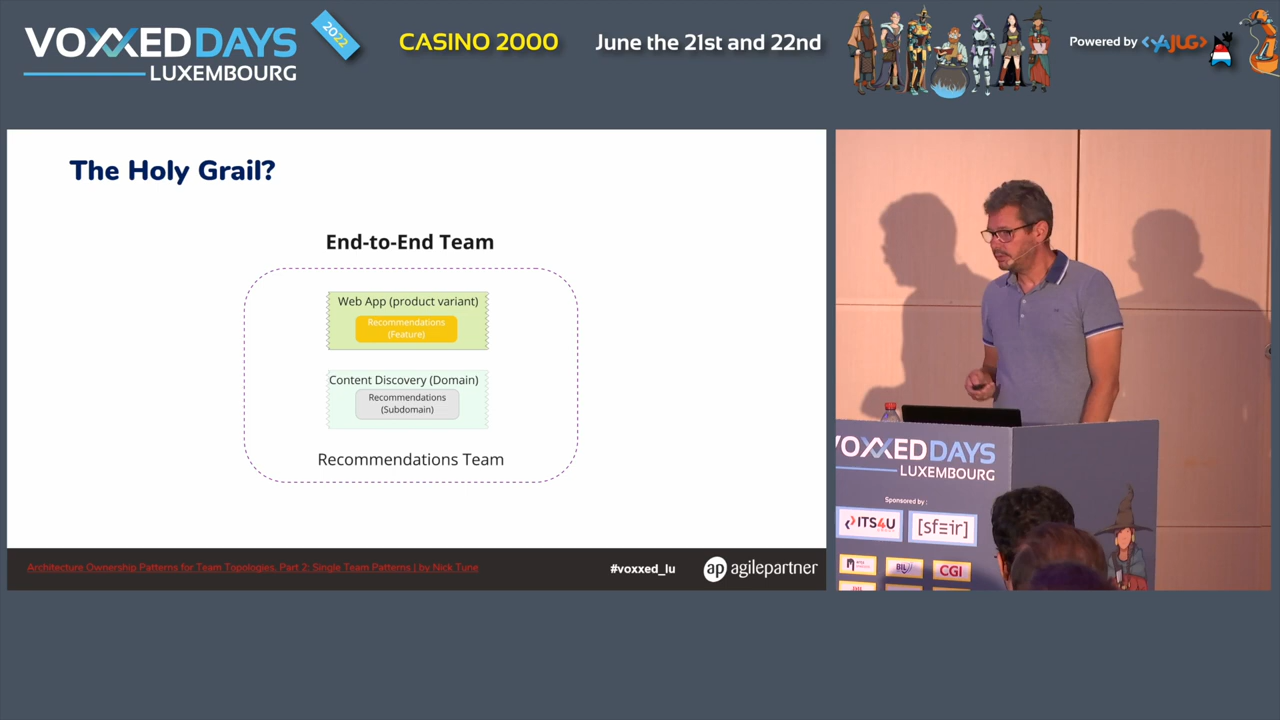 VOXXED DAYS
LUXEMBOURG
2022
CASINO 2000
June the 21st and 22nd
Powered by <YAJUG>
The Holy Grail?
End-to-End Team
Web App (product variant)
Recommendations
(Feature)
Content Discovery (Domain)
Recommendations
(Subdomain)
Recommendations Team
Architecture Ownership Patterns for Team Topologies. Part 2: Single Team Patterns | by Nick Tune
#voxxed_lu
ap agilepartner
VOXXED DAYS
LUXEMBOURG
Sponsored by :
ITS4U
[sfeir]
BIL
CGI